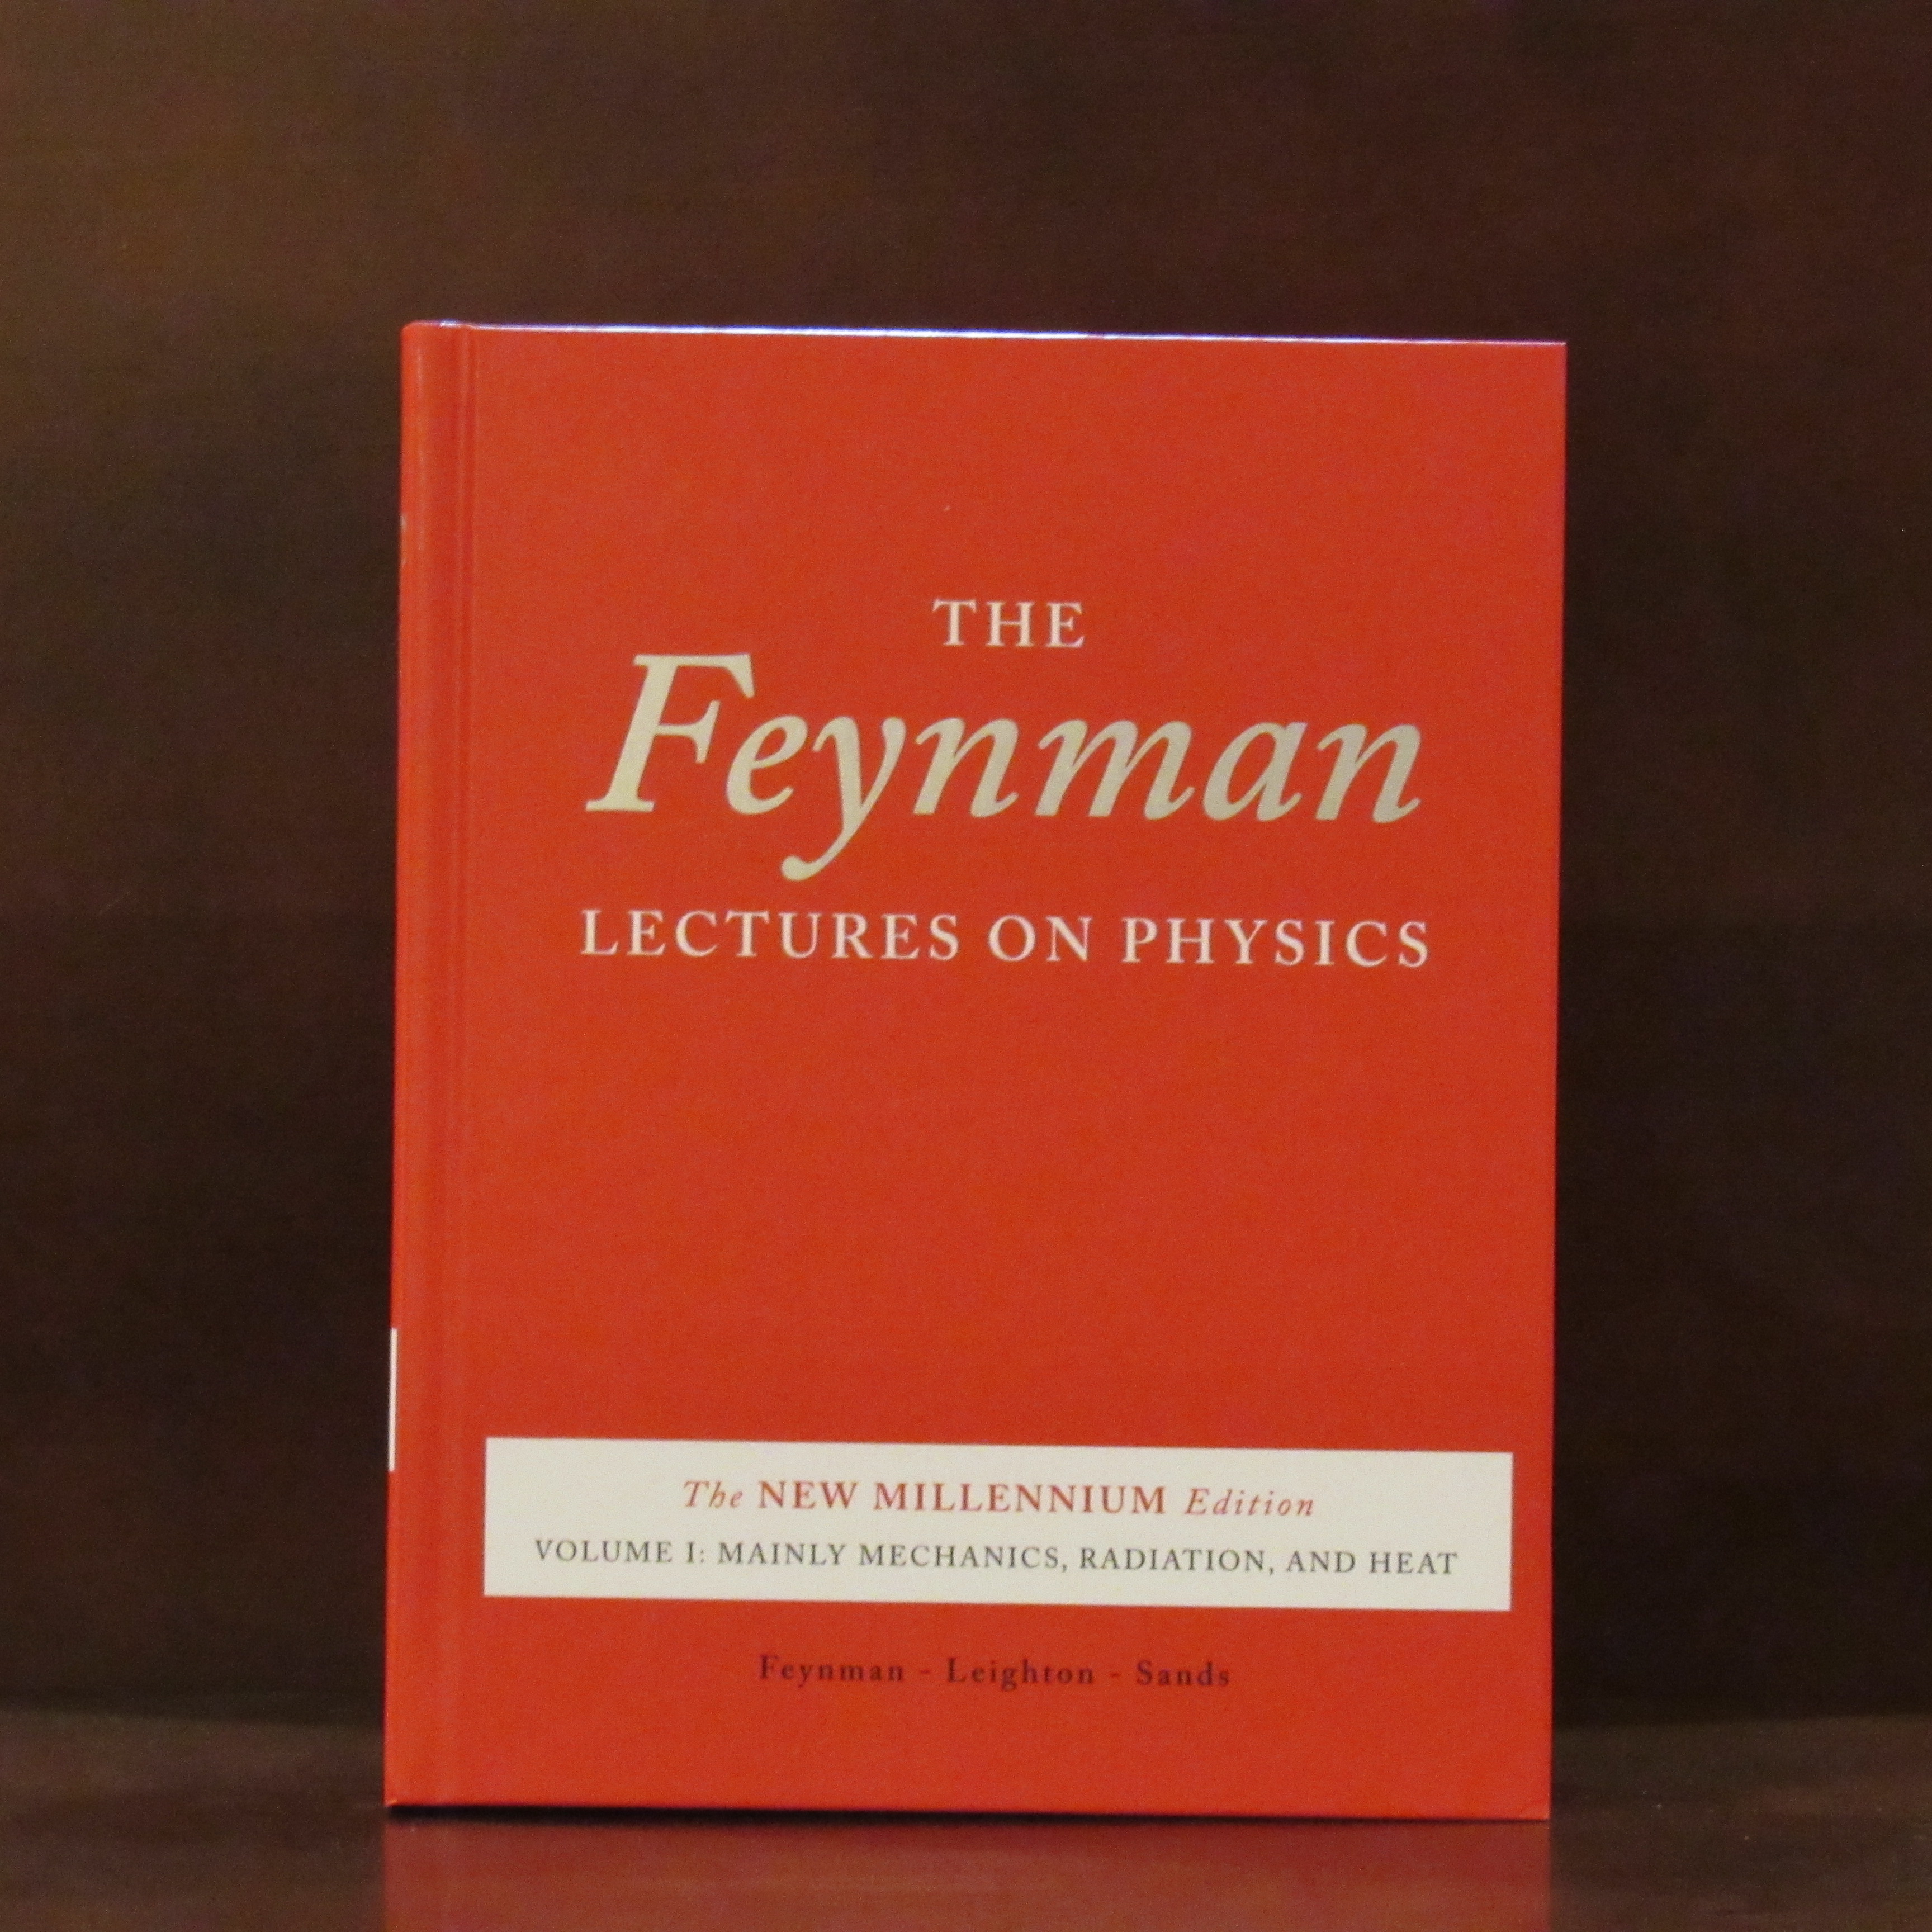 THE
Feynman
LECTURES ON PHYSICS
The NEW MILLENNIUM Edition
VOLUME I: MAINLY MECHANICS, RADIATION, AND HEAT
Feynman - Leighton - Sands